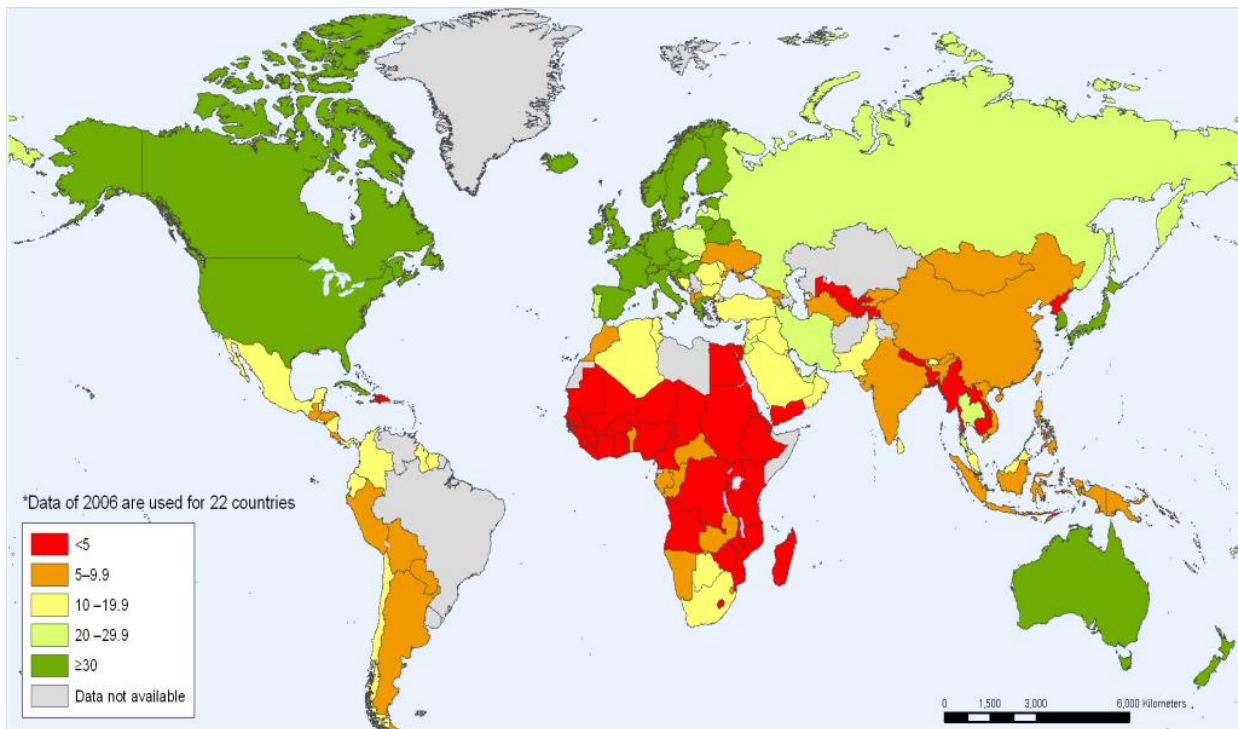 *Data of 2006 are used for 22 countries
<5
5–9.9
10 –19.9
20 –29.9
≥30
Data not available
0 1,500 3,000 6,000 Kilometers